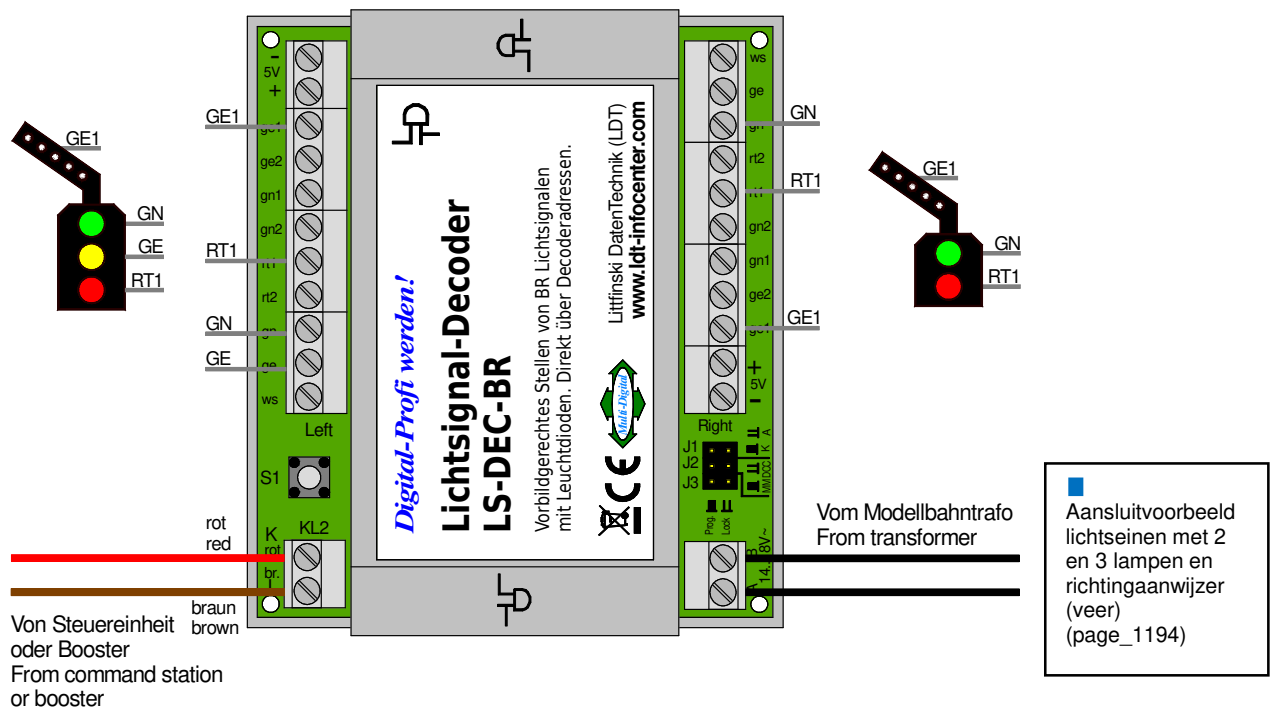 GE1
GN
GE
RT1
GE1
RT1
GN
GE
-
5V
+
ge1
ge2
gn1
gn2
rt1
rt2
gn
ge
ws
Left
S1
K
rot
br.
KL2
rot
red
braun
brown
Von Steuereinheit
oder Booster
From command station
or booster
Digital-Profi werden!
Lichtsignal-Decoder
LS-DEC-BR
Vorbildgerechtes Stellen von BR Lichtsignalen
mit Leuchtdioden. Direkt über Decoderadressen.
Littfinski DatenTechnik (LDT)
www.ldt-infocenter.com
Multi-Digital
CE
ws
ge
gn
rt2
rt1
gn2
gn1
ge2
ge1
+
5V
-
Right
J1
J2
J3
K A
MM DCC
Prog.
Lock
A
B
14...18V~
GN
RT1
GE1
GE1
GN
RT1
Vom Modellbahntrafo
From transformer
Aansluitvoorbeeld
lichtseinen met 2
en 3 lampen en
richtingaanwijzer
(veer)
(page_1194)